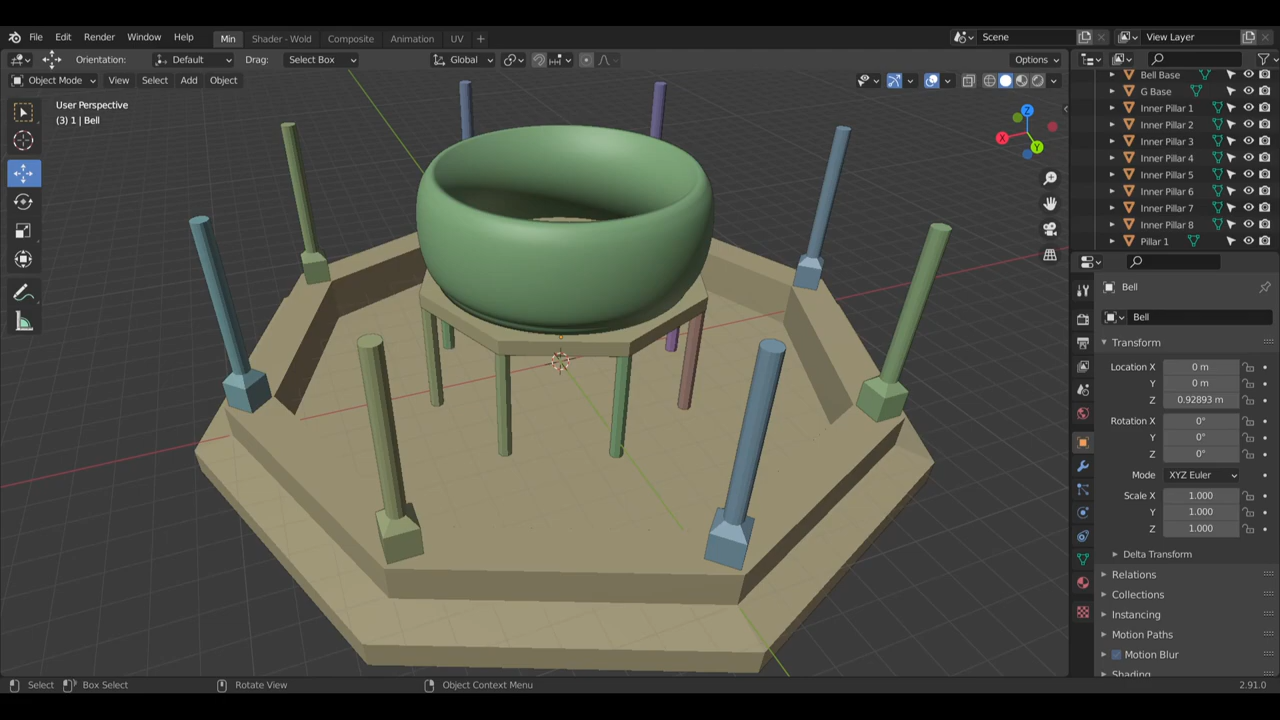 File Edit Render Window Help Min Shader - Wold Composite Animation UV + Scene View Layer
Orientation: Default Drag: Select Box Global Options
Object Mode View Select Add Object
User Perspective
(3) 1 | Bell
Z
X
Y
Bell Base
G Base
Inner Pillar 1
Inner Pillar 2
Inner Pillar 3
Inner Pillar 4
Inner Pillar 5
Inner Pillar 6
Inner Pillar 7
Inner Pillar 8
Pillar 1
Bell
Bell
Transform
Location X 0 m
Y 0 m
Z 0.92893 m
Rotation X 0°
Y 0°
Z 0°
Mode XYZ Euler
Scale X 1.000
Y 1.000
Z 1.000
Delta Transform
Relations
Collections
Instancing
Motion Paths
Motion Blur
Shading
Select Box Select Rotate View Object Context Menu 2.91.0